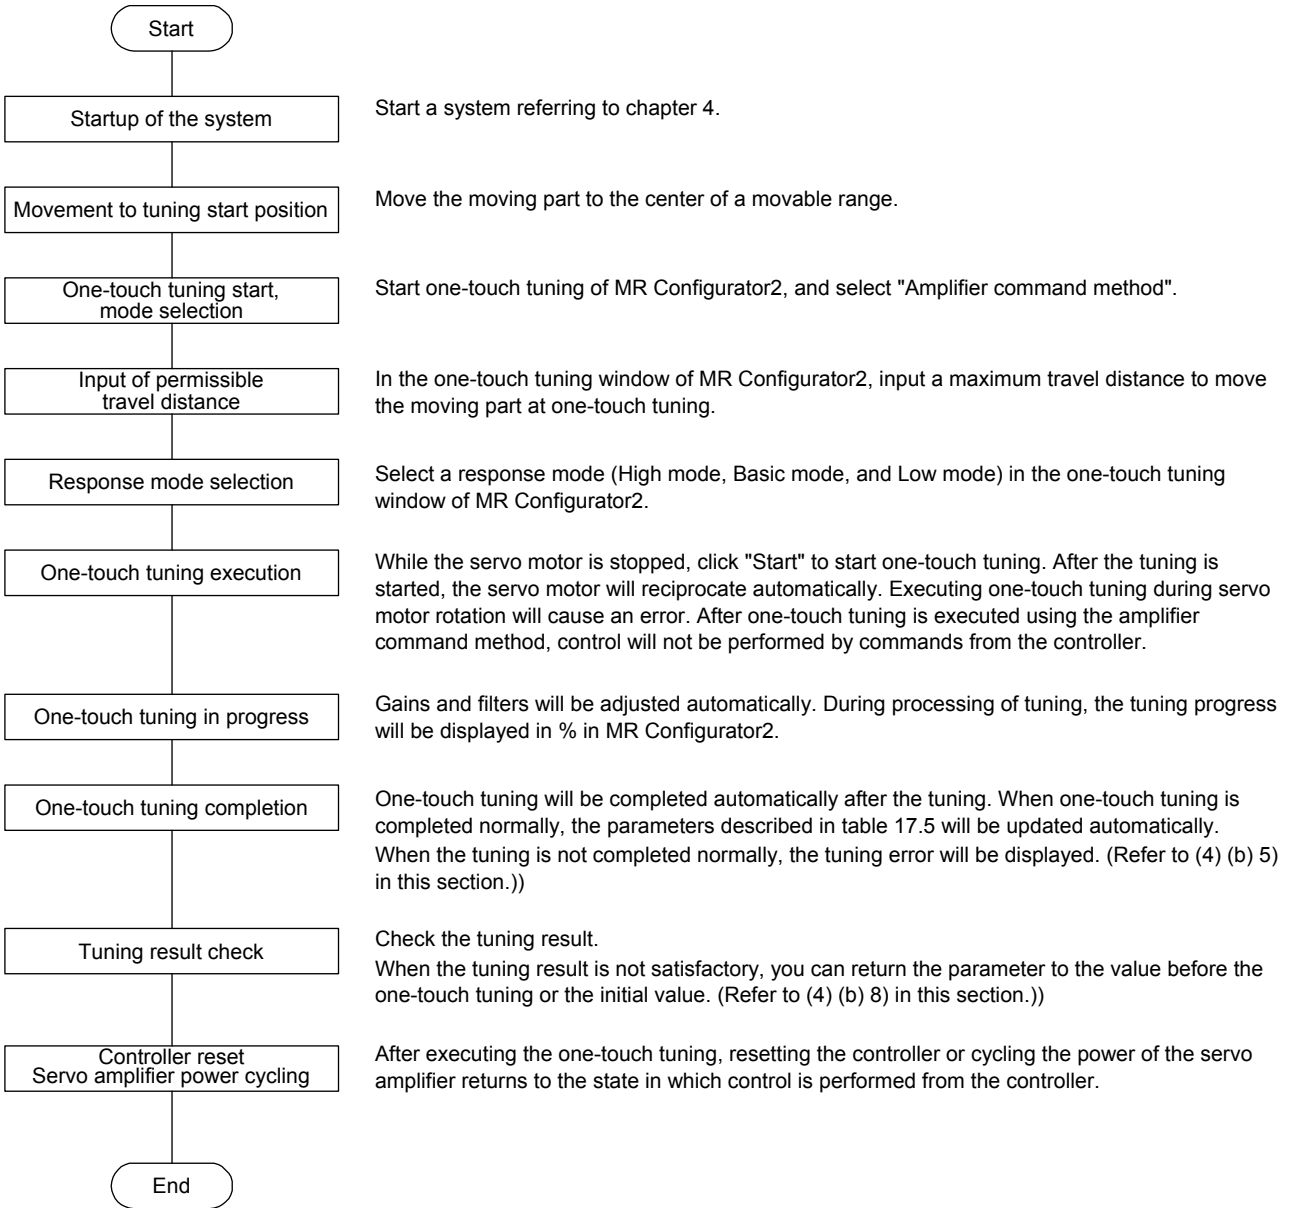 Start
Startup of the system
Start a system referring to chapter 4.
Movement to tuning start position
Move the moving part to the center of a movable range.
One-touch tuning start,
mode selection
Start one-touch tuning of MR Configurator2, and select "Amplifier command method".
Input of permissible
travel distance
In the one-touch tuning window of MR Configurator2, input a maximum travel distance to move
the moving part at one-touch tuning.
Response mode selection
Select a response mode (High mode, Basic mode, and Low mode) in the one-touch tuning
window of MR Configurator2.
One-touch tuning execution
While the servo motor is stopped, click "Start" to start one-touch tuning. After the tuning is
started, the servo motor will reciprocate automatically. Executing one-touch tuning during servo
motor rotation will cause an error. After one-touch tuning is executed using the amplifier
command method, control will not be performed by commands from the controller.
One-touch tuning in progress
Gains and filters will be adjusted automatically. During processing of tuning, the tuning progress
will be displayed in % in MR Configurator2.
One-touch tuning completion
One-touch tuning will be completed automatically after the tuning. When one-touch tuning is
completed normally, the parameters described in table 17.5 will be updated automatically.
When the tuning is not completed normally, the tuning error will be displayed. (Refer to (4) (b) 5)
in this section.))
Tuning result check
Check the tuning result.
When the tuning result is not satisfactory, you can return the parameter to the value before the
one-touch tuning or the initial value. (Refer to (4) (b) 8) in this section.))
Controller reset
Servo amplifier power cycling
After executing the one-touch tuning, resetting the controller or cycling the power of the servo
amplifier returns to the state in which control is performed from the controller.
End